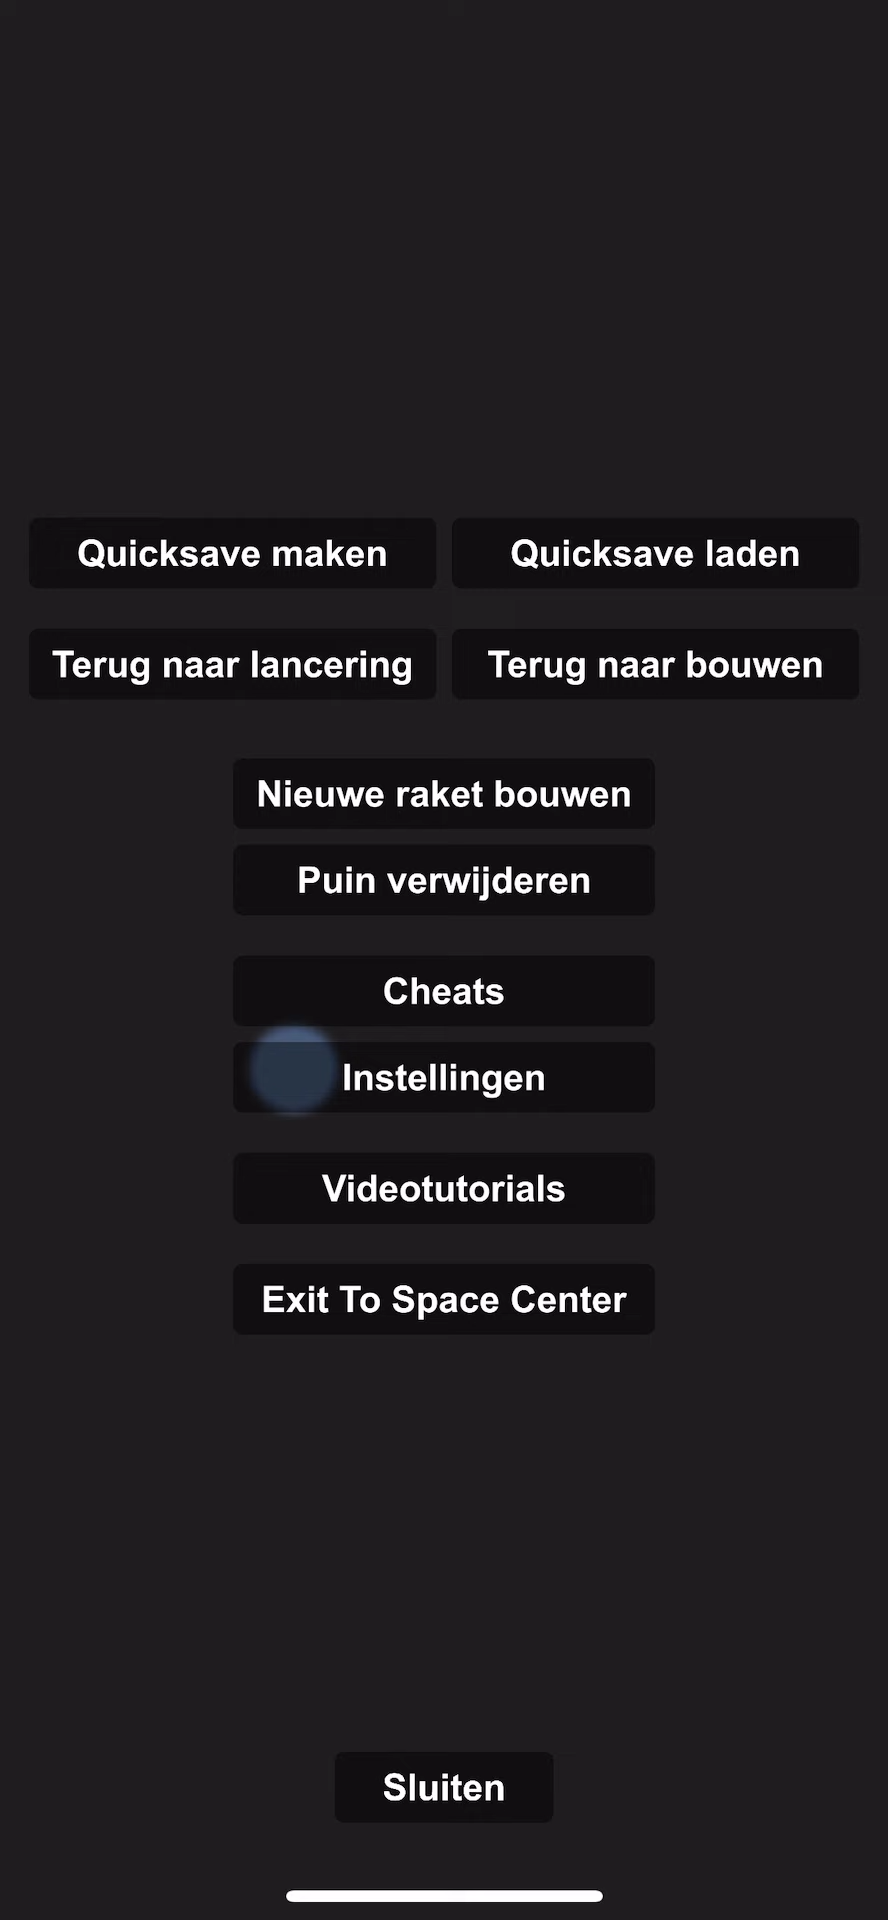 Quicksave maken
Quicksave laden
Terug naar lancering
Terug naar bouwen
Nieuwe raket bouwen
Puin verwijderen
Cheats
Instellingen
Videotutorials
Exit To Space Center
Sluiten